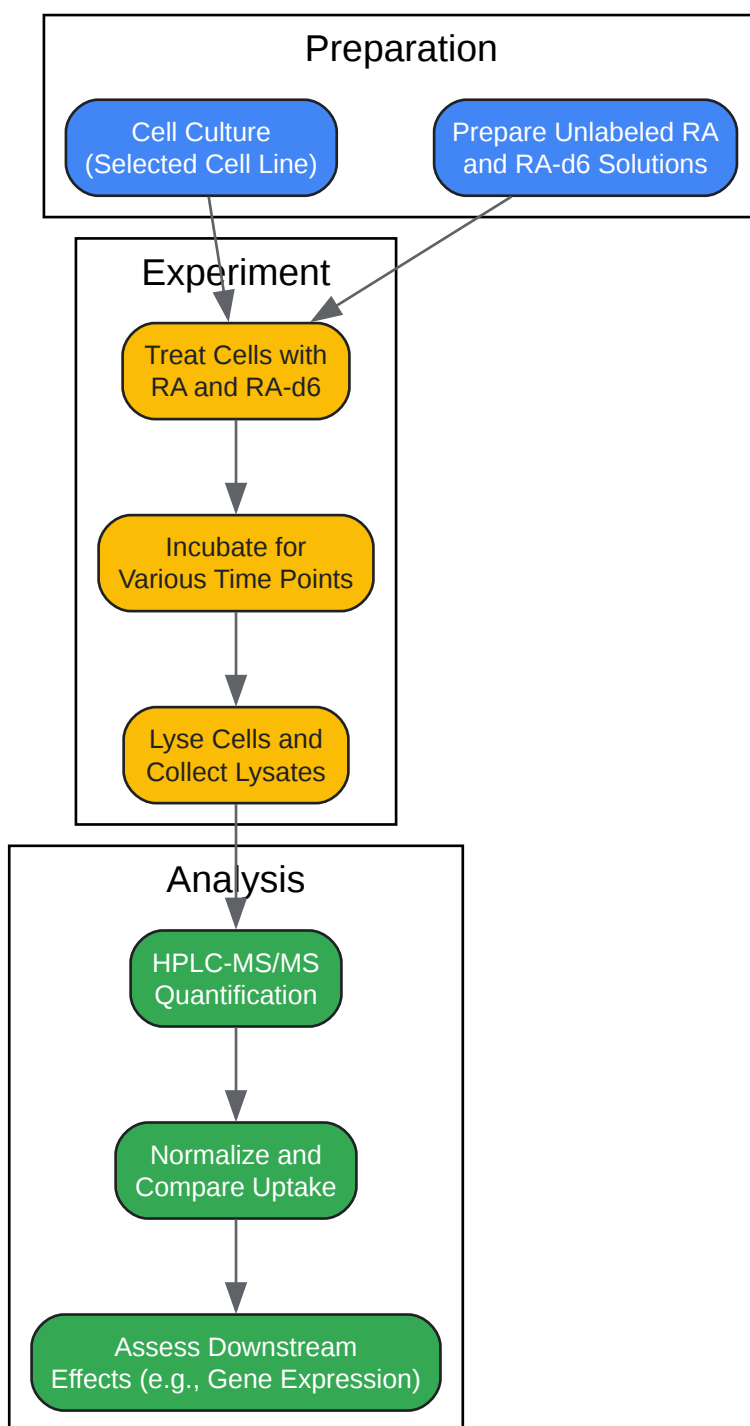 Preparation
Cell Culture
(Selected Cell Line)
Prepare Unlabeled RA
and RA-d6 Solutions
Experiment
Treat Cells with
RA and RA-d6
Incubate for
Various Time Points
Lyse Cells and
Collect Lysates
Analysis
HPLC-MS/MS
Quantification
Normalize and
Compare Uptake
Assess Downstream
Effects (e.g., Gene Expression)